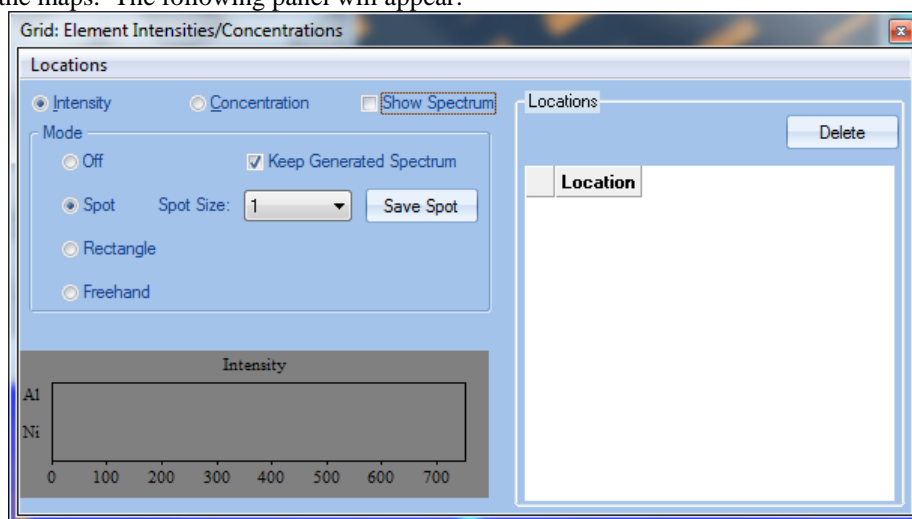 the maps. The following panel will appear.
Grid: Element Intensities/Concentrations
Locations
Intensity Concentration Show Spectrum
Mode
Off Keep Generated Spectrum
Spot Spot Size: 1 Save Spot
Rectangle
Freehand
Intensity
Al
Ni
0 100 200 300 400 500 600 700
Locations
Delete
Location